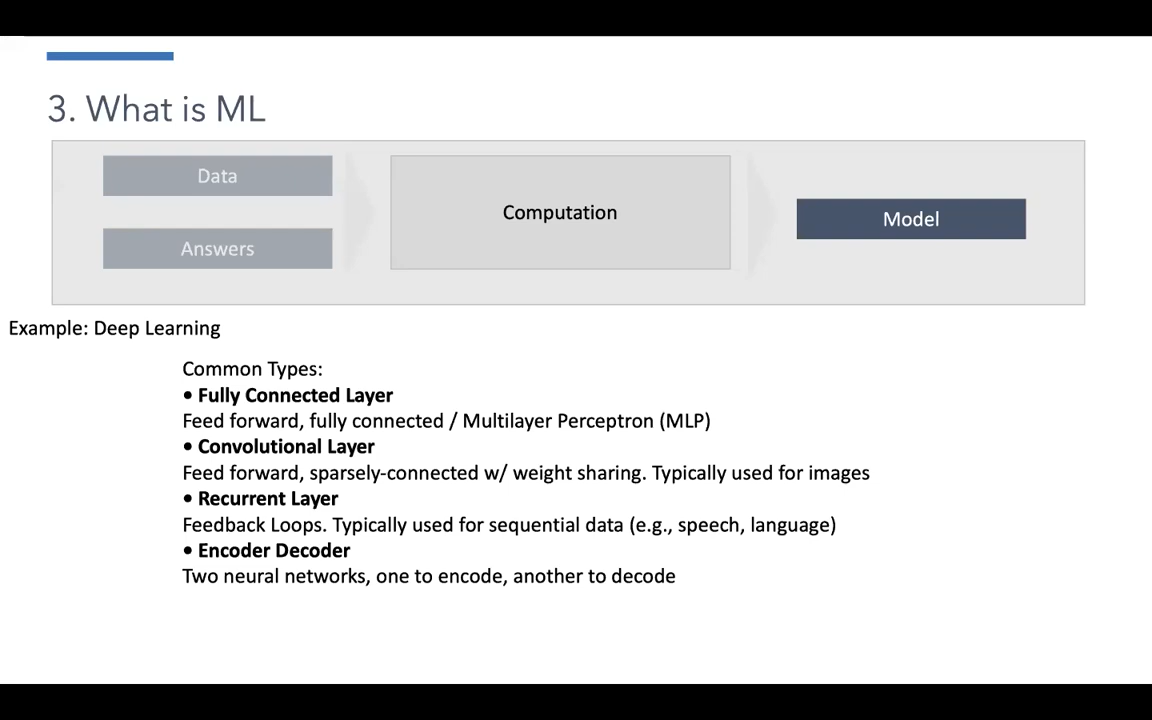 3. What is ML
Data
Answers
Computation
Model
Example: Deep Learning
Common Types:
• Fully Connected Layer
Feed forward, fully connected / Multilayer Perceptron (MLP)
• Convolutional Layer
Feed forward, sparsely-connected w/ weight sharing. Typically used for images
• Recurrent Layer
Feedback Loops. Typically used for sequential data (e.g., speech, language)
• Encoder Decoder
Two neural networks, one to encode, another to decode